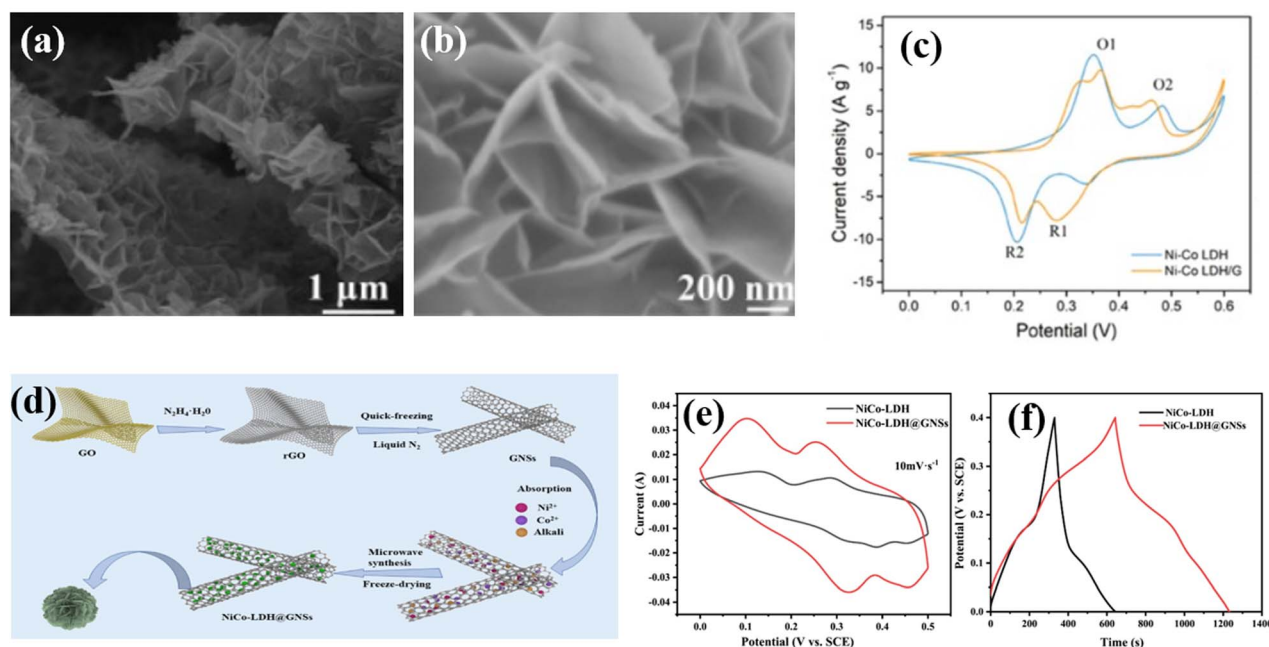 (a)
1 μm
(b)
200 nm
(c)
Current density (A g⁻¹)
15
10
5
0
-5
-10
-15
O1
O2
R2
R1
Ni-Co LDH
Ni-Co LDH/G
0.0 0.1 0.2 0.3 0.4 0.5 0.6
Potential (V)
(d)
N₂H₄·H₂0
Quick-freezing
Liquid N₂
GO
rGO
GNSs
Absorption
Ni²⁺
Co²⁺
Alkali
Microwave
synthesis
Freeze-drying
NiCo-LDH@GNSs
(e)
Current (A)
0.04
0.03
0.02
0.01
0.00
-0.01
-0.02
-0.03
-0.04
NiCo-LDH
NiCo-LDH@GNSs
10mV·s⁻¹
0.0 0.1 0.2 0.3 0.4 0.5
Potential (V vs. SCE)
(f)
Potential (V vs. SCE)
0.4
0.3
0.2
0.1
0.0
NiCo-LDH
NiCo-LDH@GNSs
0 200 400 600 800 1000 1200 1400
Time (s)